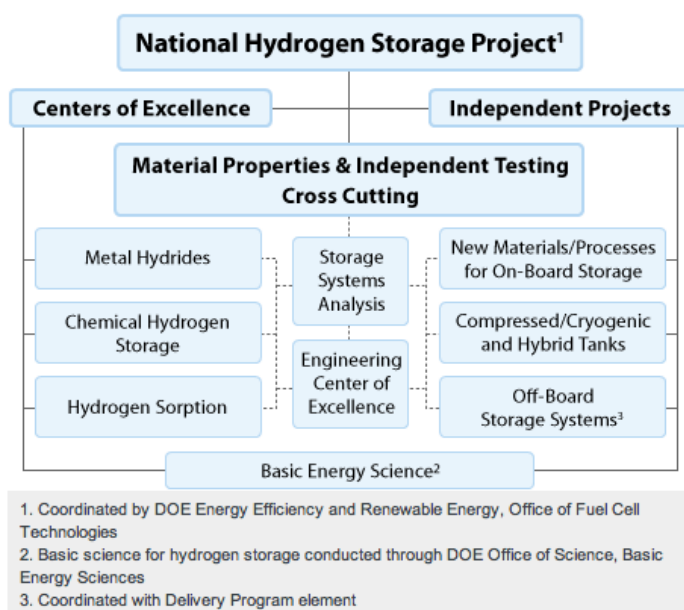 National Hydrogen Storage Project¹
Centers of Excellence
Independent Projects
Material Properties & Independent Testing
Cross Cutting
Metal Hydrides
Storage
Systems
Analysis
New Materials/Processes
for On-Board Storage
Chemical Hydrogen
Storage
Compressed/Cryogenic
and Hybrid Tanks
Engineering
Center of
Excellence
Hydrogen Sorption
Off-Board
Storage Systems³
Basic Energy Science²
1. Coordinated by DOE Energy Efficiency and Renewable Energy, Office of Fuel Cell
Technologies
2. Basic science for hydrogen storage conducted through DOE Office of Science, Basic
Energy Sciences
3. Coordinated with Delivery Program element